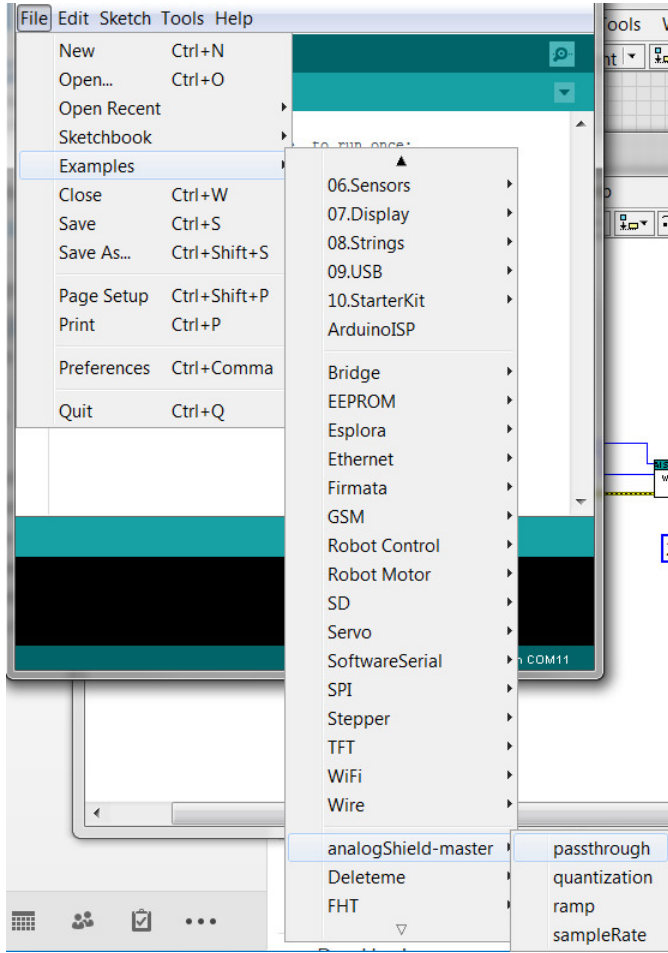 File Edit Sketch Tools Help
New Ctrl+N
Open... Ctrl+O
Open Recent
Sketchbook
to run once:
Examples
Close Ctrl+W
Save Ctrl+S
Save As... Ctrl+Shift+S
Page Setup Ctrl+Shift+P
Print Ctrl+P
Preferences Ctrl+Comma
Quit Ctrl+Q
06.Sensors
07.Display
08.Strings
09.USB
10.StarterKit
ArduinoISP
Bridge
EEPROM
Esplora
Ethernet
Firmata
GSM
Robot Control
Robot Motor
SD
Servo
SoftwareSerial
SPI
Stepper
TFT
WiFi
Wire
analogShield-master
Deleteme
FHT
passthrough
quantization
ramp
sampleRate
COM11